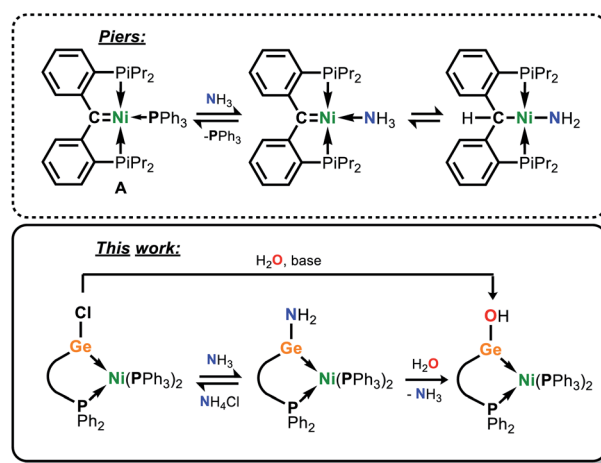 Piers:
PiPr2
C=Ni
PPh3
PiPr2
A
NH3
-PPh3
PiPr2
C=Ni
NH3
PiPr2
PiPr2
H
C
Ni
NH2
PiPr2
This work:
H2O, base
Cl
Ge
Ni(PPh3)2
P
Ph2
NH3
NH4Cl
NH2
Ge
Ni(PPh3)2
P
Ph2
H2O
- NH3
OH
Ge
Ni(PPh3)2
P
Ph2